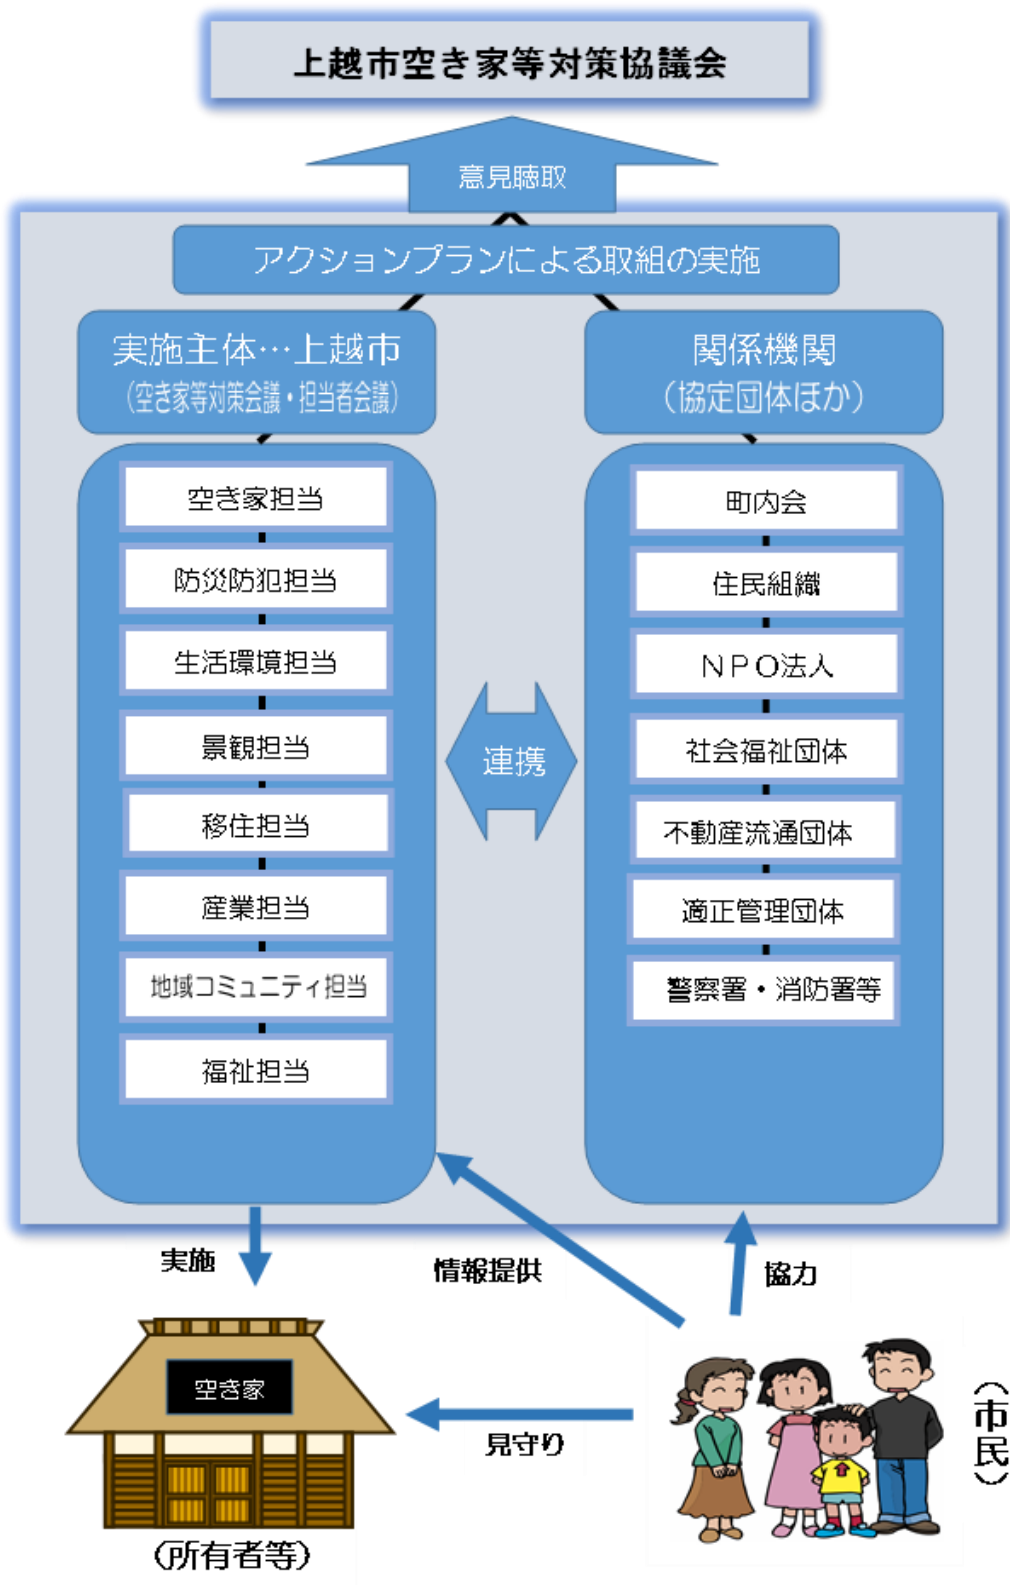 上越市空き家等対策協議会
意見聴取
アクションプランによる取組の実施
実施主体…上越市
（空き家等対策会議・担当者会議）
空き家担当
防災防犯担当
生活環境担当
景観担当
移住担当
産業担当
地域コミュニティ担当
福祉担当
連携
関係機関
（協定団体ほか）
町内会
住民組織
ＮＰＯ法人
社会福祉団体
不動産流通団体
適正管理団体
警察署・消防署等
実施
情報提供
協力
空き家
見守り
（市民）
（所有者等）